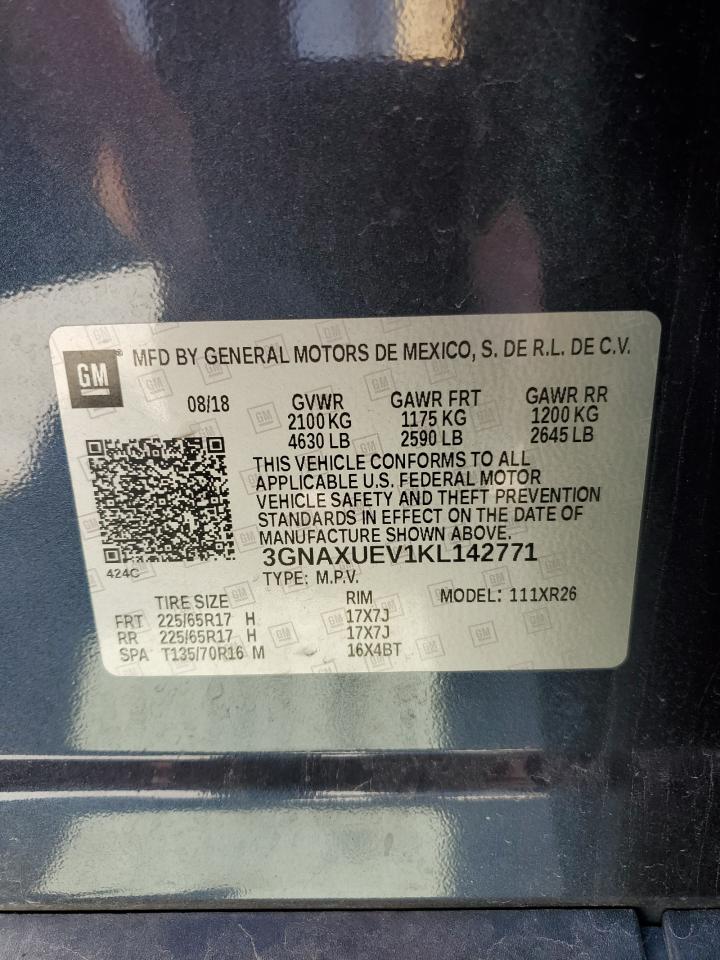 GM ® MFD BY GENERAL MOTORS DE MEXICO, S. DE R.L. DE C.V.
08/18 GVWR GAWR FRT GAWR RR
2100 KG 1175 KG 1200 KG
4630 LB 2590 LB 2645 LB
THIS VEHICLE CONFORMS TO ALL
APPLICABLE U.S. FEDERAL MOTOR
VEHICLE SAFETY AND THEFT PREVENTION
STANDARDS IN EFFECT ON THE DATE OF
MANUFACTURE SHOWN ABOVE.
3GNAXUEV1KL142771
424C TYPE: M.P.V.
TIRE SIZE RIM MODEL: 111XR26
FRT 225/65R17 H 17X7J
RR 225/65R17 H 17X7J
SPA T135/70R16 M 16X4BT